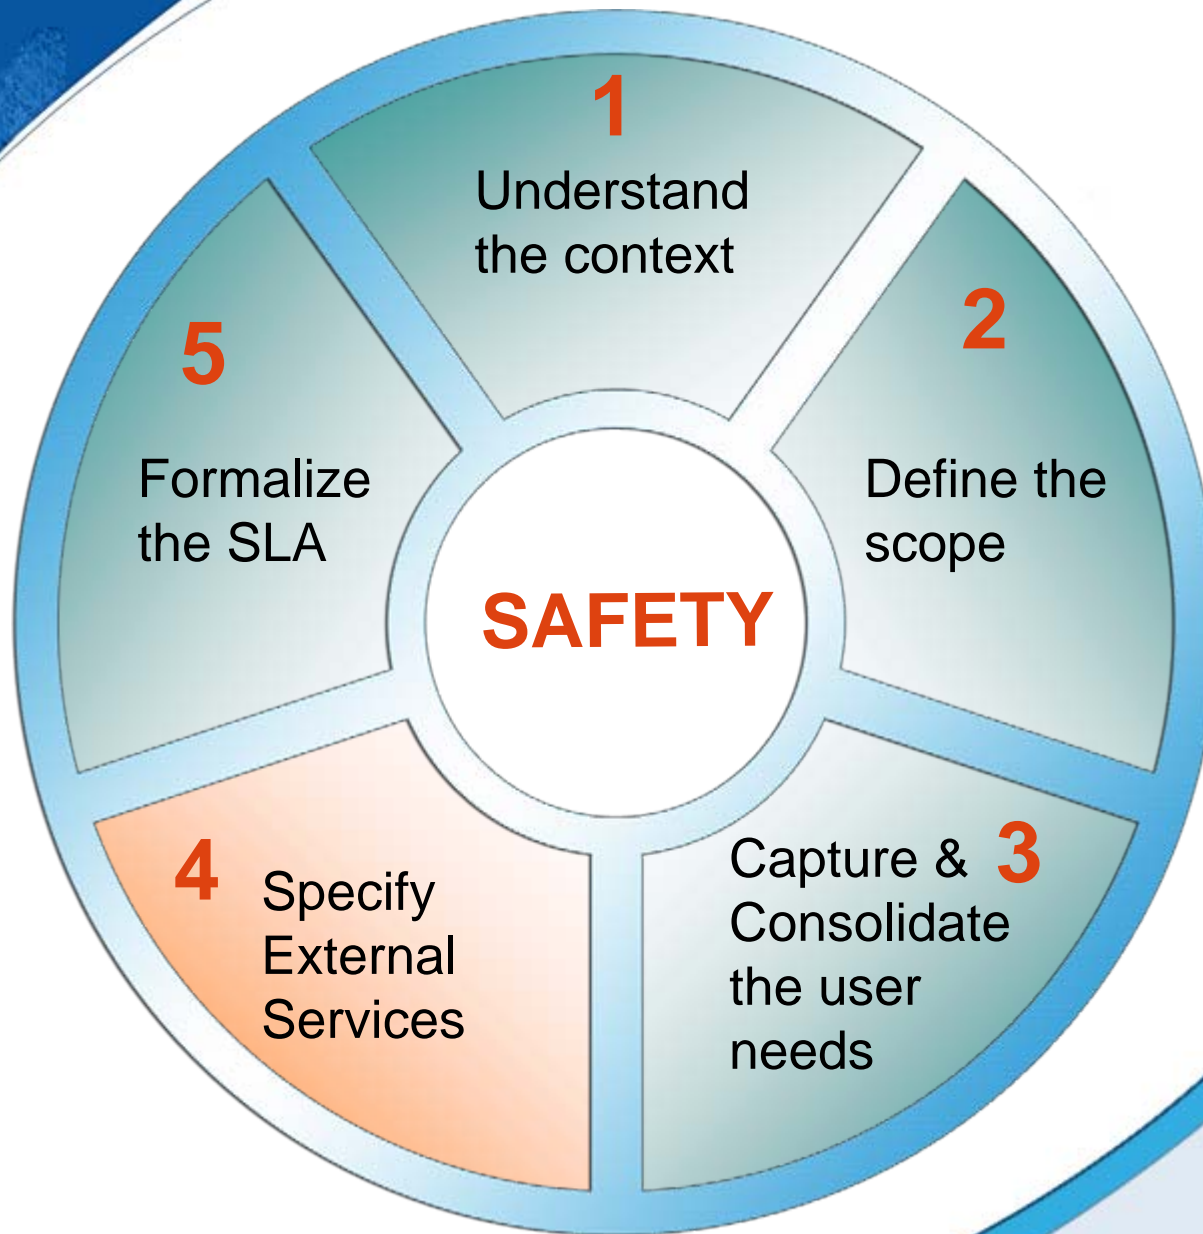 1
Understand
the context
2
Define the
scope
3
Capture &
Consolidate
the user
needs
4
Specify
External
Services
5
Formalize
the SLA
SAFETY